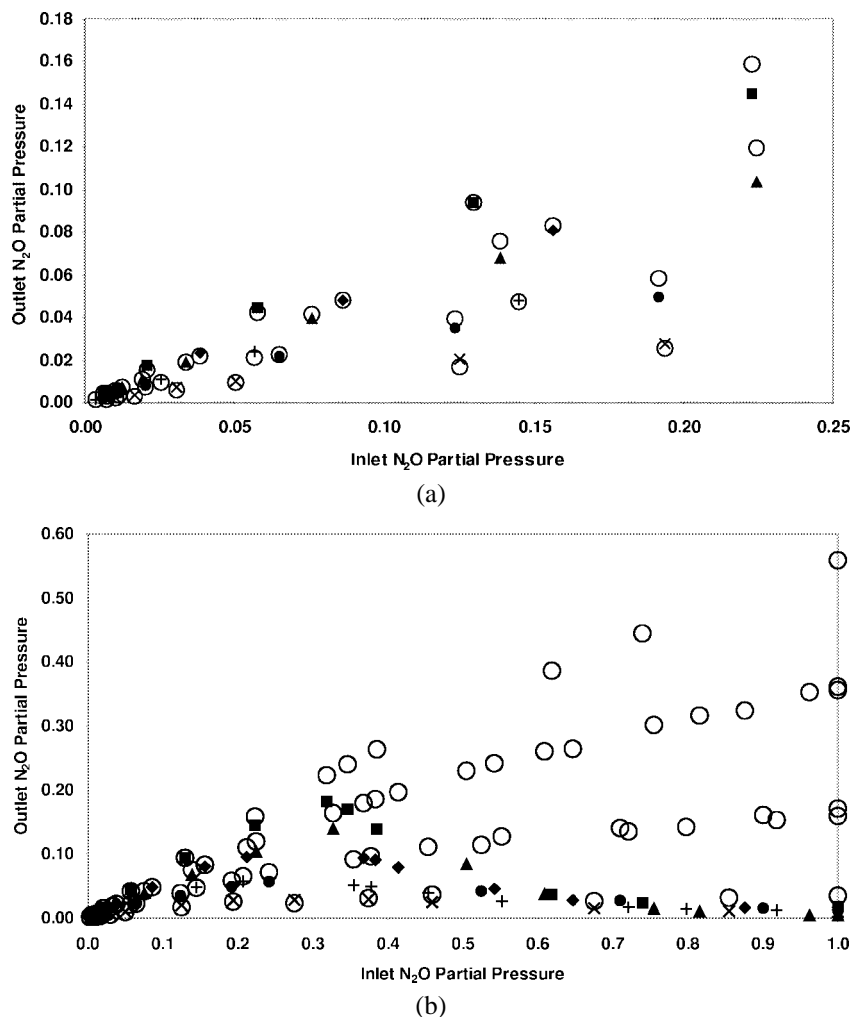 0.18
0.16
0.14
0.12
0.10
0.08
0.06
0.04
0.02
0.00
Outlet N₂O Partial Pressure
0.00 0.05 0.10 0.15 0.20 0.25
Inlet N₂O Partial Pressure
(a)
0.60
0.50
0.40
0.30
0.20
0.10
0.00
Outlet N₂O Partial Pressure
0.0 0.1 0.2 0.3 0.4 0.5 0.6 0.7 0.8 0.9 1.0
Inlet N₂O Partial Pressure
(b)